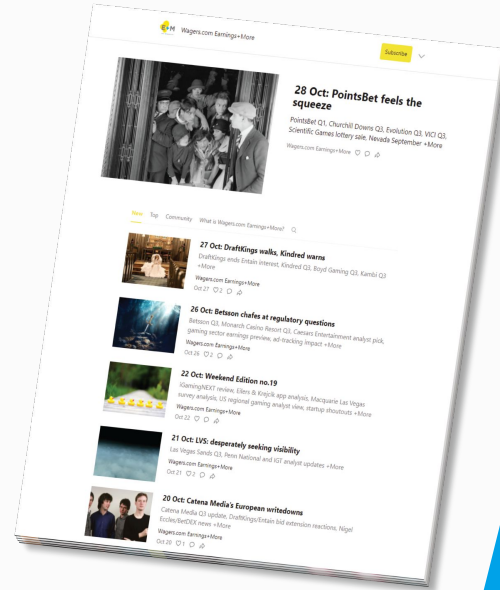 E+M Wagers.com Earnings+More
Subscribe
28 Oct: PointsBet feels the
squeeze
PointsBet Q1, Churchill Downs Q3, Evolution Q3, VICI Q3,
Scientific Games lottery sale, Nevada September +More
Wagers.com Earnings+More
New Top Community What is Wagers.com Earnings+More?
27 Oct: DraftKings walks, Kindred warns
DraftKings ends Entain interest, Kindred Q3, Boyd Gaming Q3, Kambi Q3
+More
Wagers.com Earnings+More
Oct 27 2
26 Oct: Betsson chafes at regulatory questions
Betsson Q3, Monarch Casino Resort Q3, Caesars Entertainment analyst pick,
gaming sector earnings preview, ad-tracking impact +More
Wagers.com Earnings+More
Oct 26 2
22 Oct: Weekend Edition no.19
iGamingNEXT review, Eilers & Krejcik app analysis, Macquarie Las Vegas
survey analysis, US regional gaming analyst view, startup shoutouts +More
Wagers.com Earnings+More
Oct 22
21 Oct: LVS: desperately seeking visibility
Las Vegas Sands Q3, Penn National and IGT analyst updates +More
Wagers.com Earnings+More
Oct 21 2
20 Oct: Catena Media's European writedowns
Catena Media Q3 update, DraftKings/Entain bid extension reactions, Nigel
Eccles/BetDEX news +More
Wagers.com Earnings+More
Oct 20 1